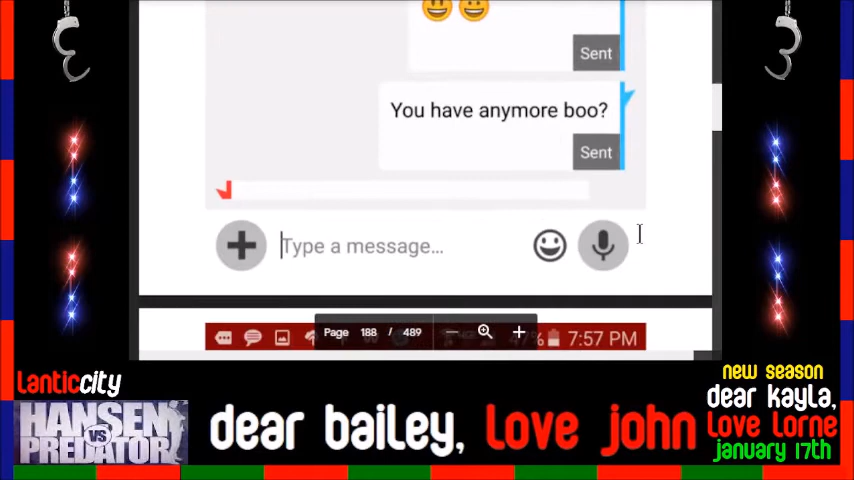 Sent
You have anymore boo?
Sent
Type a message...
Page 188 / 489
7:57 PM
Lanticcity
HANSEN
VS
PREDATOR
dear bailey, Love john
new season
dear kayla,
Love Lorne
january 17th